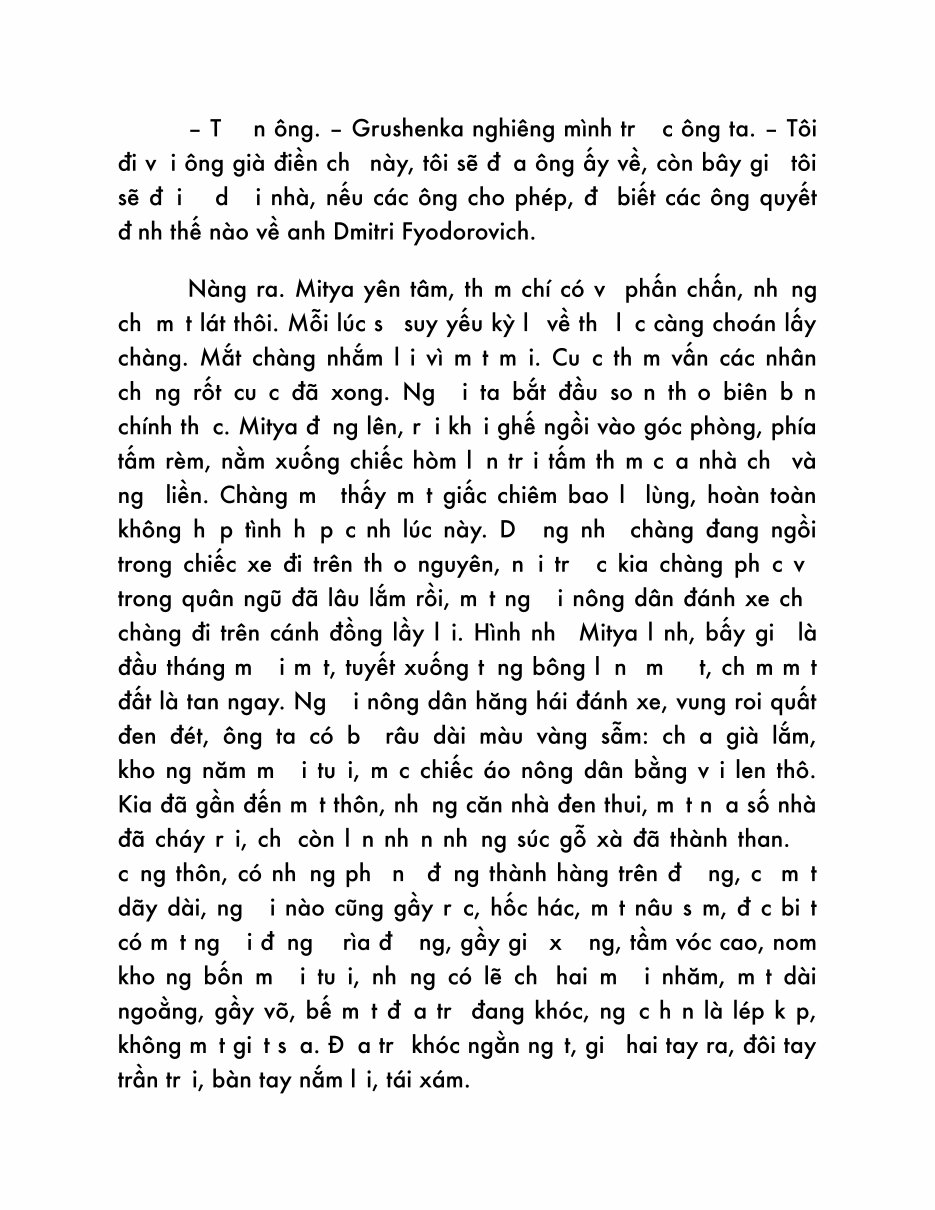 – T n ông. – Grushenka nghiêng mình tr c ông ta. – Tôi
đi v i ông già điền ch này, tôi sẽ đ a ông ấy về, còn bây gi tôi
sẽ đ i d i nhà, nếu các ông cho phép, đ biết các ông quyết
đ nh thế nào về anh Dmitri Fyodorovich.
Nàng ra. Mitya yên tâm, th m chí có v phấn chấn, nh ng
ch m t lát thôi. Mỗi lúc s suy yếu kỳ l về th l c càng choán lấy
chàng. Mắt chàng nhắm l i vì m t m i. Cu c th m vấn các nhân
ch ng rốt cu c đã xong. Ng i ta bắt đầu so n th o biên b n
chính th c. Mitya đ ng lên, r i kh i ghế ngồi vào góc phòng, phía
tấm rèm, nằm xuống chiếc hòm l n tr i tấm th m c a nhà ch và
ng liền. Chàng m thấy m t giấc chiêm bao l lùng, hoàn toàn
không h p tình h p c nh lúc này. D ng nh chàng đang ngồi
trong chiếc xe đi trên th o nguyên, n i tr c kia chàng ph c v
trong quân ngũ đã lâu lắm rồi, m t ng i nông dân đánh xe ch
chàng đi trên cánh đồng lầy l i. Hình nh Mitya l nh, bấy gi là
đầu tháng m i m t, tuyết xuống t ng bông l n m t, ch m m t
đất là tan ngay. Ng i nông dân hăng hái đánh xe, vung roi quất
đen đét, ông ta có b râu dài màu vàng sẫm: ch a già lắm,
kho ng năm m i tu i, m c chiếc áo nông dân bằng v i len thô.
Kia đã gần đến m t thôn, nh ng căn nhà đen thui, m t n a số nhà
đã cháy r i, ch còn l n nh n nh ng súc gỗ xà đã thành than.
c ng thôn, có nh ng ph n đ ng thành hàng trên đ ng, c m t
dãy dài, ng i nào cũng gầy r c, hốc hác, m t nâu s m, đ c bi t
có m t ng i đ ng rìa đ ng, gầy gi x ng, tầm vóc cao, nom
kho ng bốn m i tu i, nh ng có lẽ ch hai m i nhăm, m t dài
ngoằng, gầy võ, bế m t đ a tr đang khóc, ng c h n là lép k p,
không m t gi t s a. Đ a tr khóc ngằn ng t, gi hai tay ra, đôi tay
trần tr i, bàn tay nắm l i, tái xám.